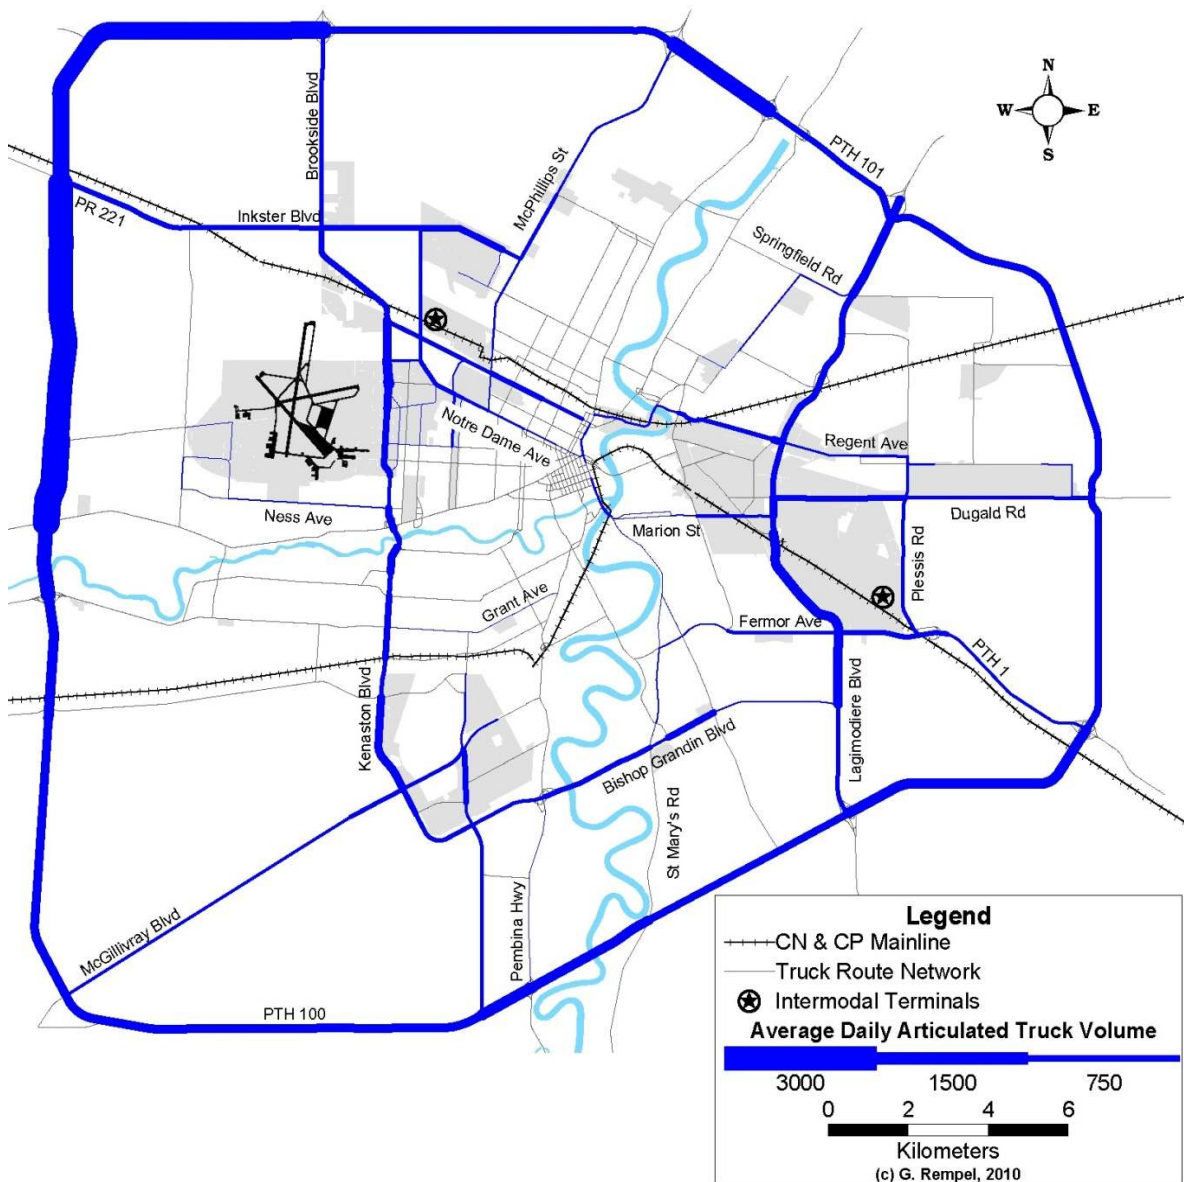 N
W E
S
Brookside Blvd
McPhillips St
PTH 101
PR 221
Inkster Blvd
Springfield Rd
Notre Dame Ave
Regent Ave
Ness Ave
Marion St
Dugald Rd
Plessis Rd
Grant Ave
Fermor Ave
PTH 1
Kenaston Blvd
Lagimodiere Blvd
Bishop Grandin Blvd
St Mary's Rd
McGillivray Blvd
Pembina Hwy
PTH 100
Legend
CN & CP Mainline
Truck Route Network
Intermodal Terminals
Average Daily Articulated Truck Volume
3000 1500 750
0 2 4 6
Kilometers
(c) G. Rempel, 2010